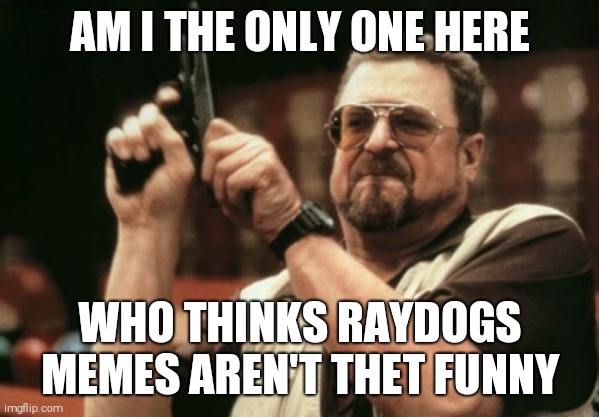 AM I THE ONLY ONE HERE
WHO THINKS RAYDOGS
MEMES AREN'T THET FUNNY
imgflip.com